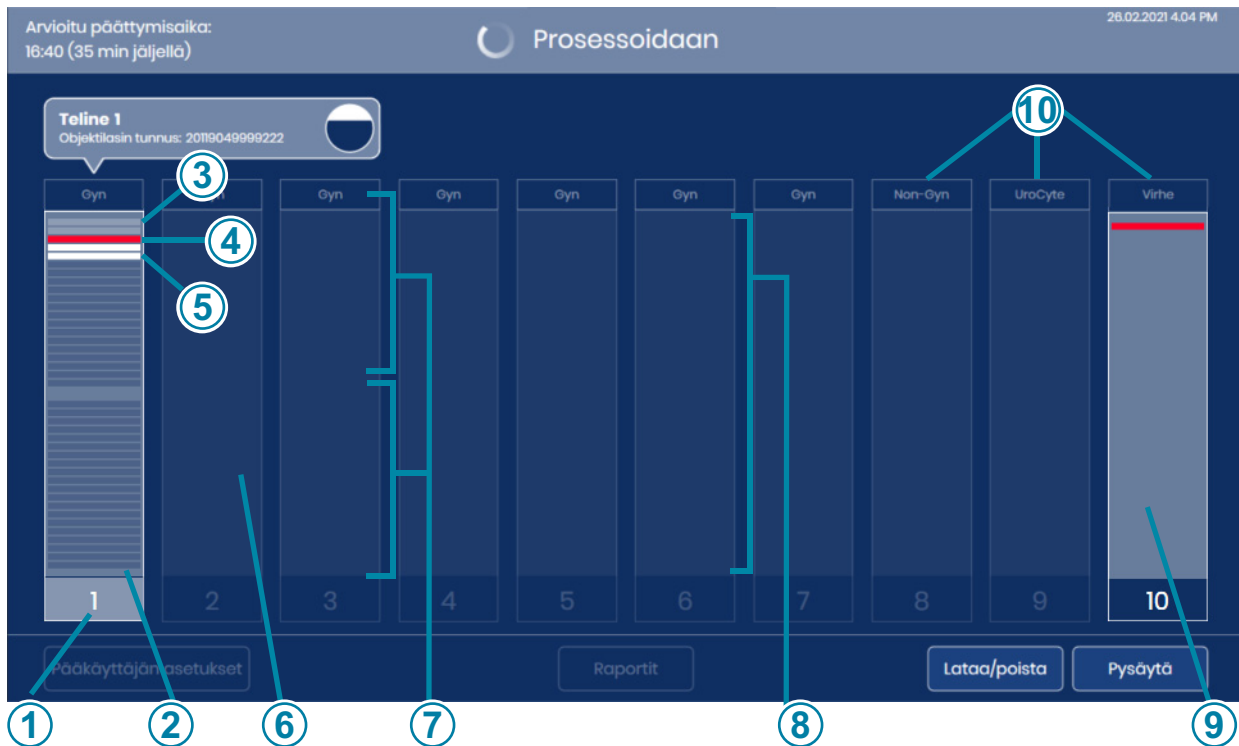 Arvioitu päättymisaika:
16:40 (35 min jäljellä)
Prosessoidaan
26.02.2021 4.04 PM
Teline 1
Objektilasin tunnus: 20119049999222
10
Gyn
Gyn
Gyn
Gyn
Gyn
Gyn
Non-Gyn
UroCyte
Virhe
3
4
5
1
2
3
4
5
6
7
8
9
10
Pääkäyttäjän asetukset
Raportit
Lataa/poista
Pysäytä
1
2
6
7
8
9